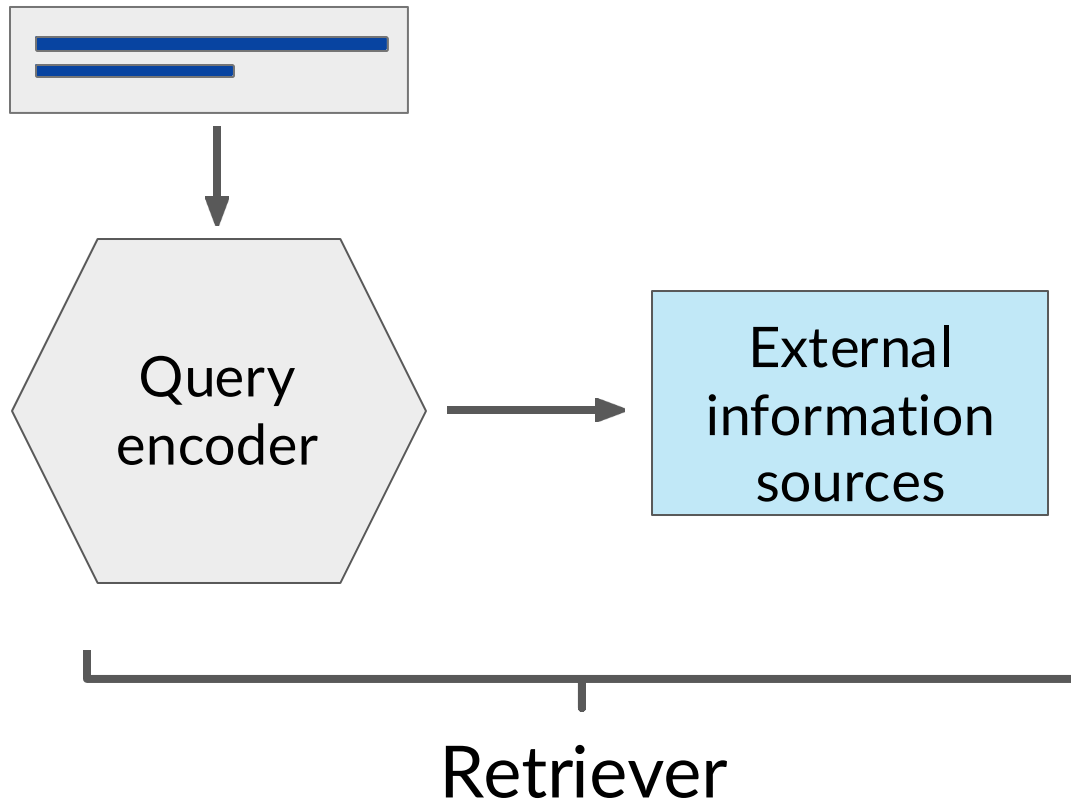 Query
encoder
External
information
sources
Retriever